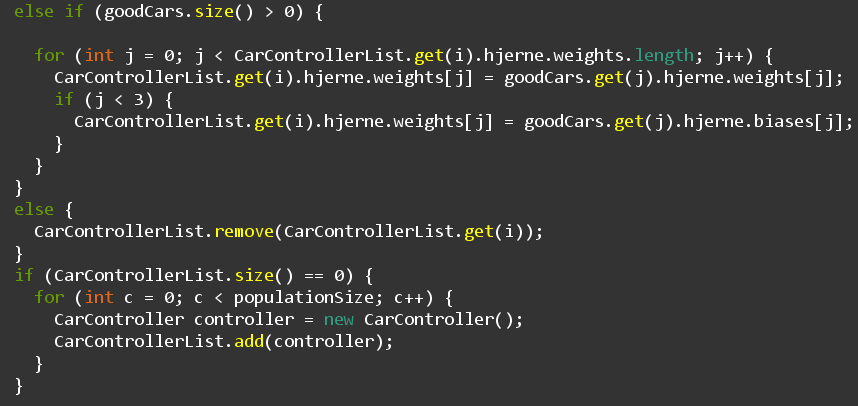 else if (goodCars.size() > 0) {
for (int j = 0; j < CarControllerList.get(i).hjerne.weights.length; j++) {
CarControllerList.get(i).hjerne.weights[j] = goodCars.get(j).hjerne.weights[j];
if (j < 3) {
CarControllerList.get(i).hjerne.weights[j] = goodCars.get(j).hjerne.biases[j];
}
}
}
else {
CarControllerList.remove(CarControllerList.get(i));
}
if (CarControllerList.size() == 0) {
for (int c = 0; c < populationSize; c++) {
CarController controller = new CarController();
CarControllerList.add(controller);
}
}